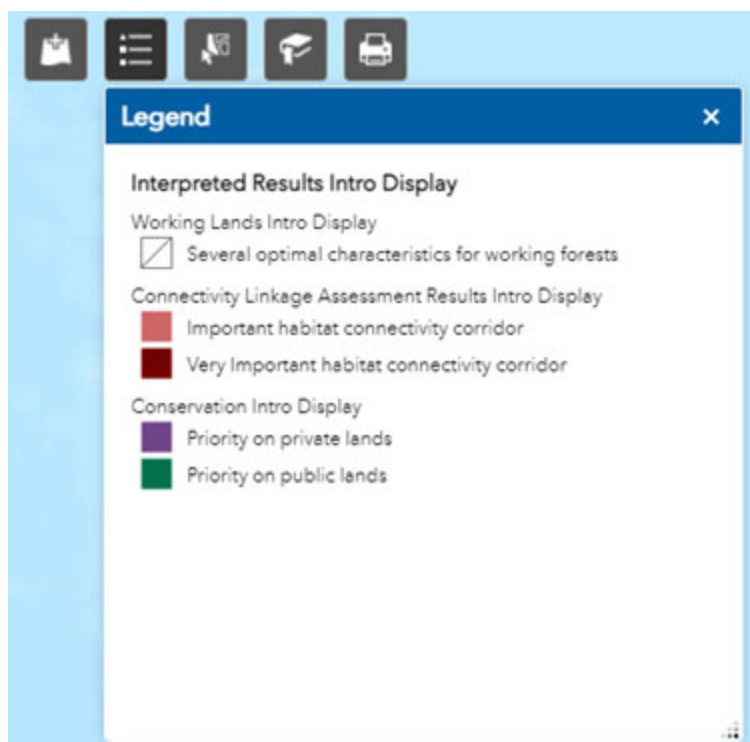 Legend
Interpreted Results Intro Display
Working Lands Intro Display
Several optimal characteristics for working forests
Connectivity Linkage Assessment Results Intro Display
Important habitat connectivity corridor
Very Important habitat connectivity corridor
Conservation Intro Display
Priority on private lands
Priority on public lands